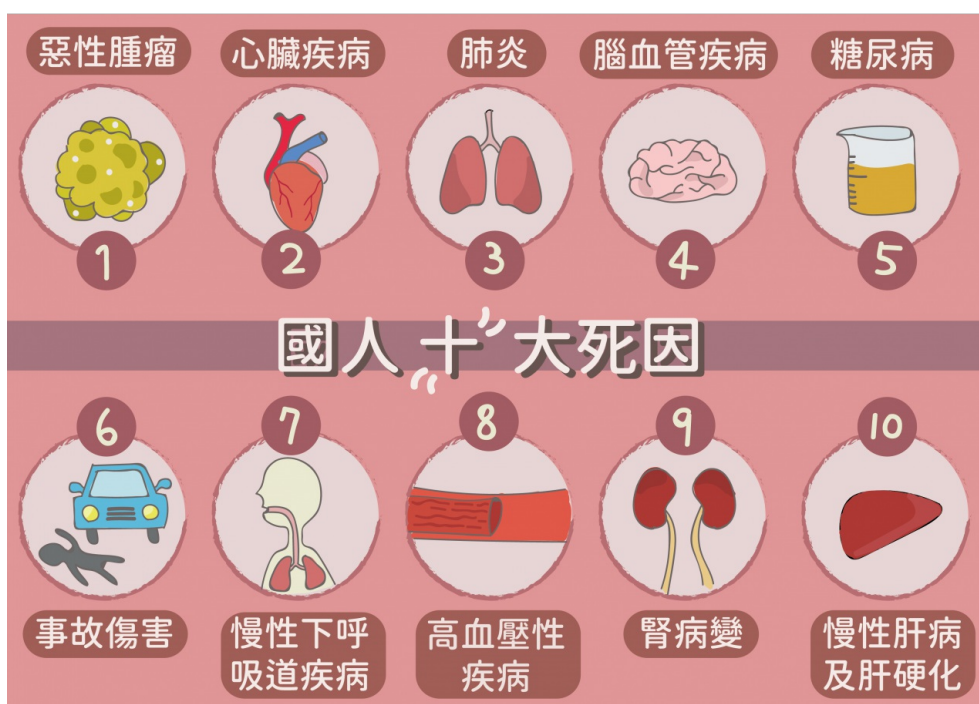 惡性腫瘤
心臟疾病
肺炎
腦血管疾病
糖尿病
1
2
3
4
5
國人十大死因
6
7
8
9
10
事故傷害
慢性下呼
吸道疾病
高血壓性
疾病
腎病變
慢性肝病
及肝硬化